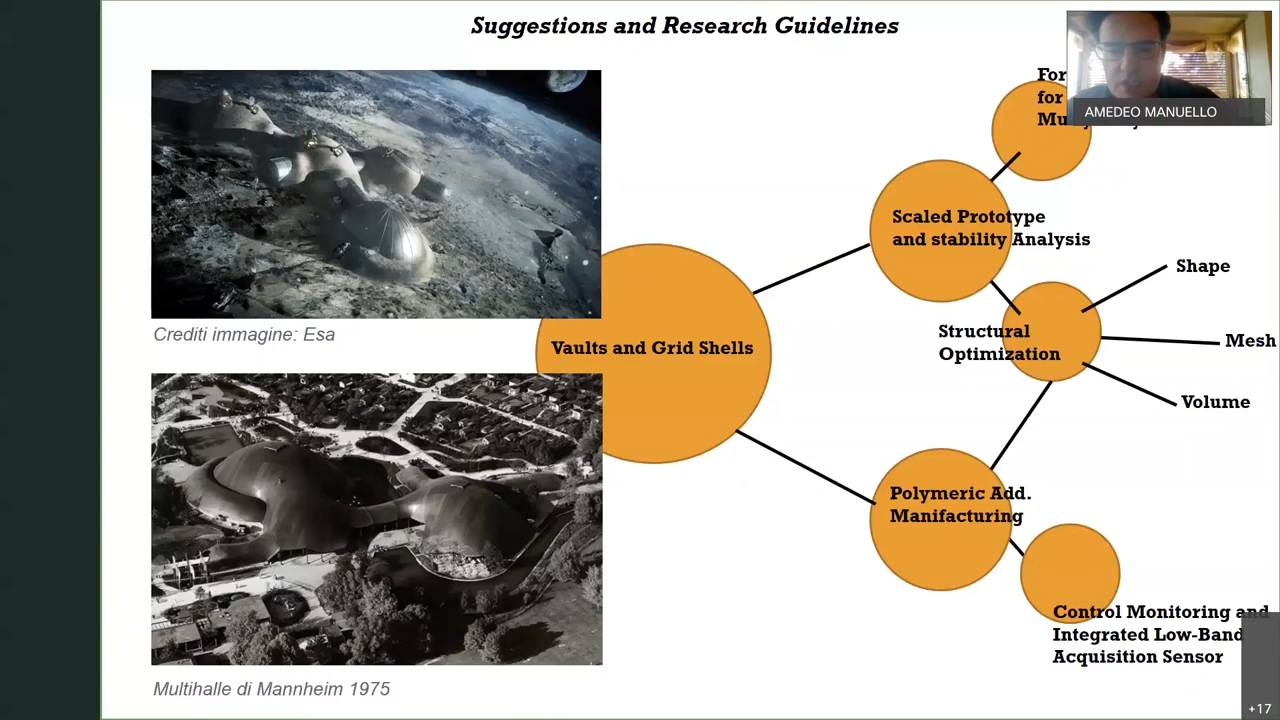 Suggestions and Research Guidelines
AMEDEO MANUELLO
For
for
Scaled Prototype
and stability Analysis
Shape
Crediti immagine: Esa
Vaults and Grid Shells
Structural
Optimization
Mesh
Volume
Polymeric Add.
Manifacturing
Control Monitoring and
Integrated Low-Band
Acquisition Sensor
Multihalle di Mannheim 1975
+17